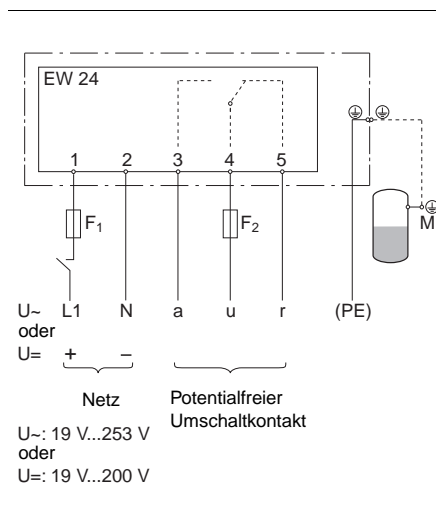 EW 24
1 2 3 4 5
F1 F2 M
U~ L1 N a u r (PE)
oder
U= + –
Netz Potentialfreier
Umschaltkontakt
U~: 19 V...253 V
oder
U=: 19 V...200 V